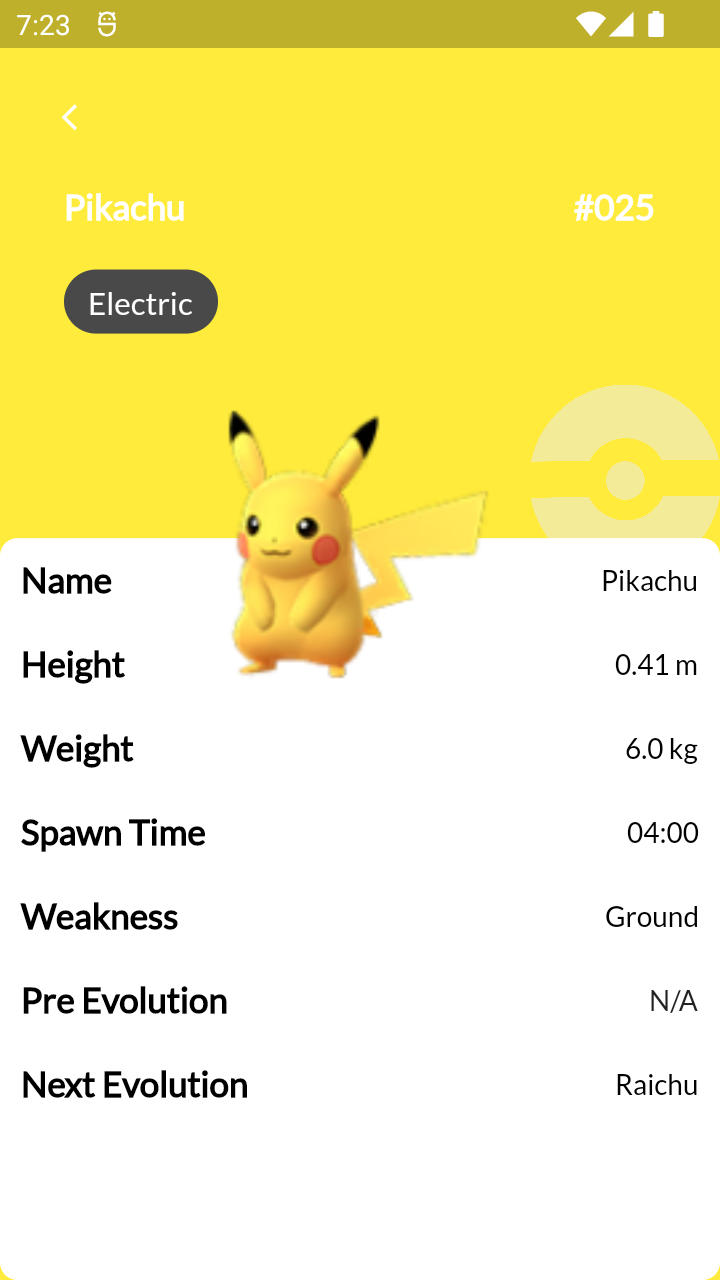 7:23
Pikachu #025
Electric
Name Pikachu
Height 0.41 m
Weight 6.0 kg
Spawn Time 04:00
Weakness Ground
Pre Evolution N/A
Next Evolution Raichu